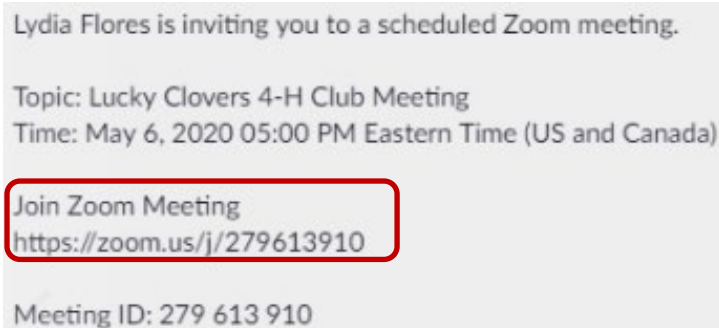 Lydia Flores is inviting you to a scheduled Zoom meeting.
Topic: Lucky Clovers 4-H Club Meeting
Time: May 6, 2020 05:00 PM Eastern Time (US and Canada)
Join Zoom Meeting
https://zoom.us/j/279613910
Meeting ID: 279 613 910